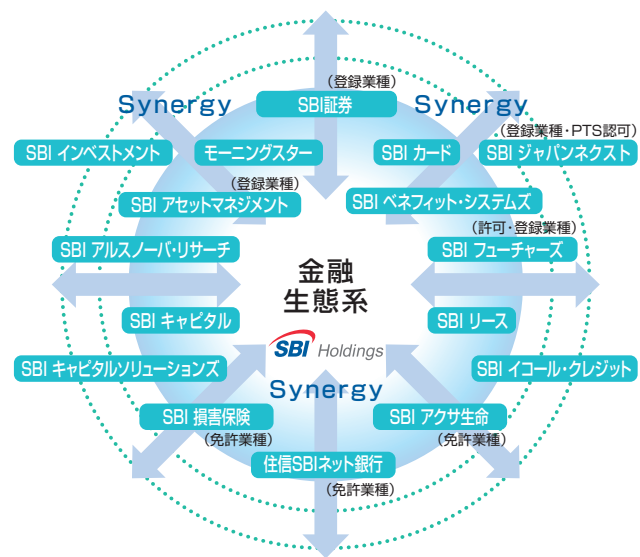 (登録業種)
SBI証券
Synergy
Synergy
(登録業種・PTS認可)
SBI インベストメント
モーニングスター
SBI カード
SBI ジャパンネクスト
(登録業種)
SBI アセットマネジメント
SBI ベネフィット・システムズ
(許可・登録業種)
SBI アルスノーバ・リサーチ
SBI フューチャーズ
金融
生態系
SBI キャピタル
SBI リース
SBI Holdings
SBI キャピタルソリューションズ
SBI イコール・クレジット
Synergy
SBI 損害保険
(免許業種)
SBI アクサ生命
(免許業種)
住信SBIネット銀行
(免許業種)